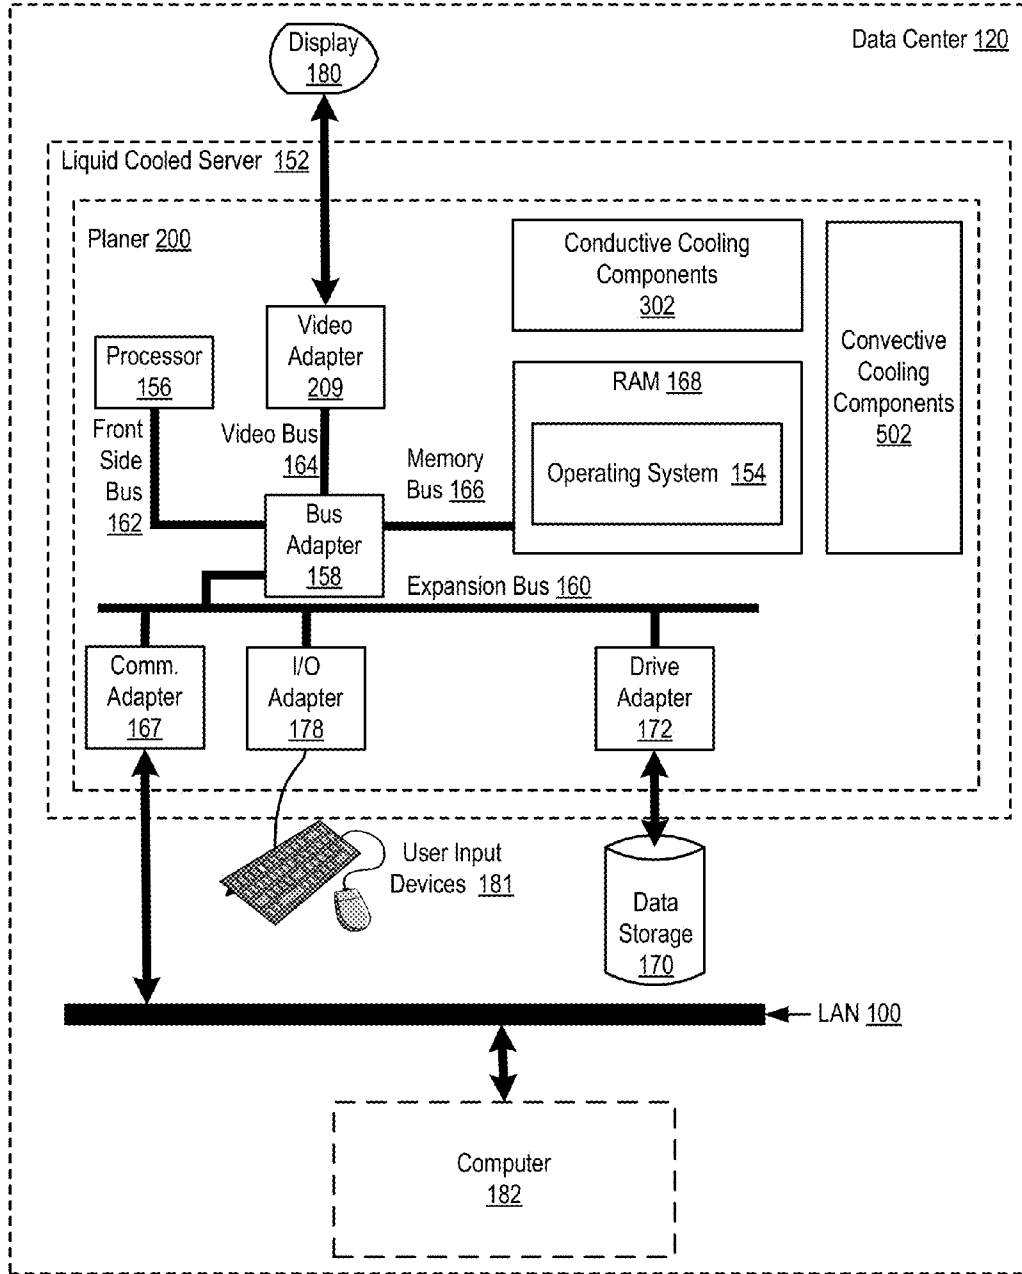 Display
180
Data Center 120
Liquid Cooled Server 152
Planer 200
Conductive Cooling
Components
302
Convective
Cooling
Components
502
Video
Adapter
209
Processor
156
RAM 168
Operating System 154
Front
Side
Bus
162
Video Bus
164
Memory
Bus 166
Bus
Adapter
158
Expansion Bus 160
Comm.
Adapter
167
I/O
Adapter
178
Drive
Adapter
172
User Input
Devices 181
Data
Storage
170
LAN 100
Computer
182